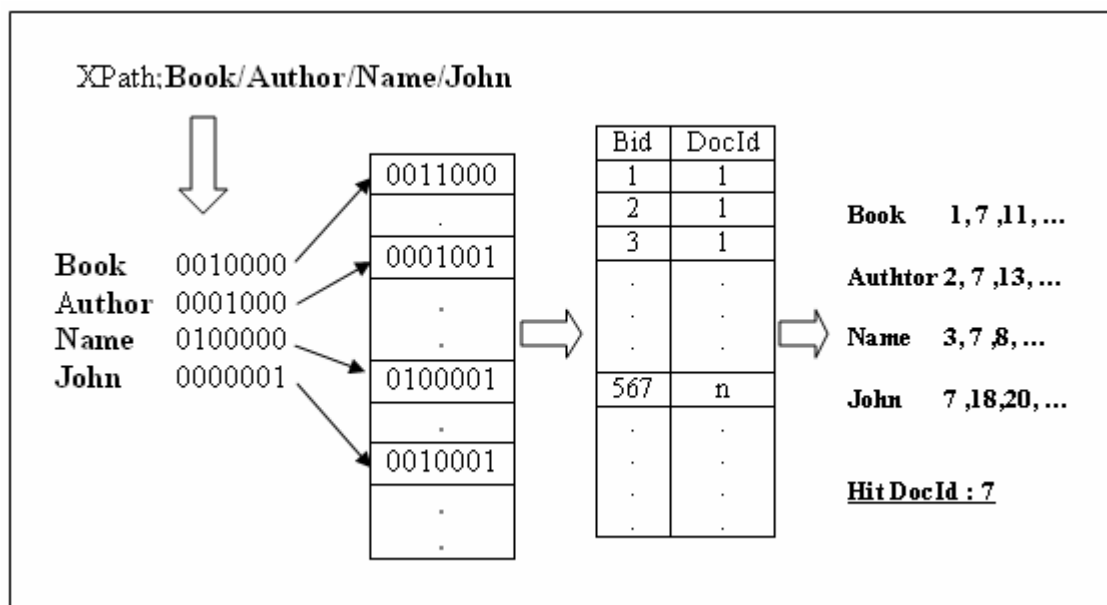 XPath;Book/Author/Name/John
Book 0010000
Author 0001000
Name 0100000
John 0000001
0011000
.
0001001
.
.
0100001
.
0010001
.
.
Bid DocId
1 1
2 1
3 1
. .
. .
. .
567 n
. .
. .
. .
. .
Book 1, 7 ,11, ...
Authtor 2, 7 ,13, ...
Name 3, 7 ,8, ...
John 7 ,18,20, ...
Hit DocId : 7